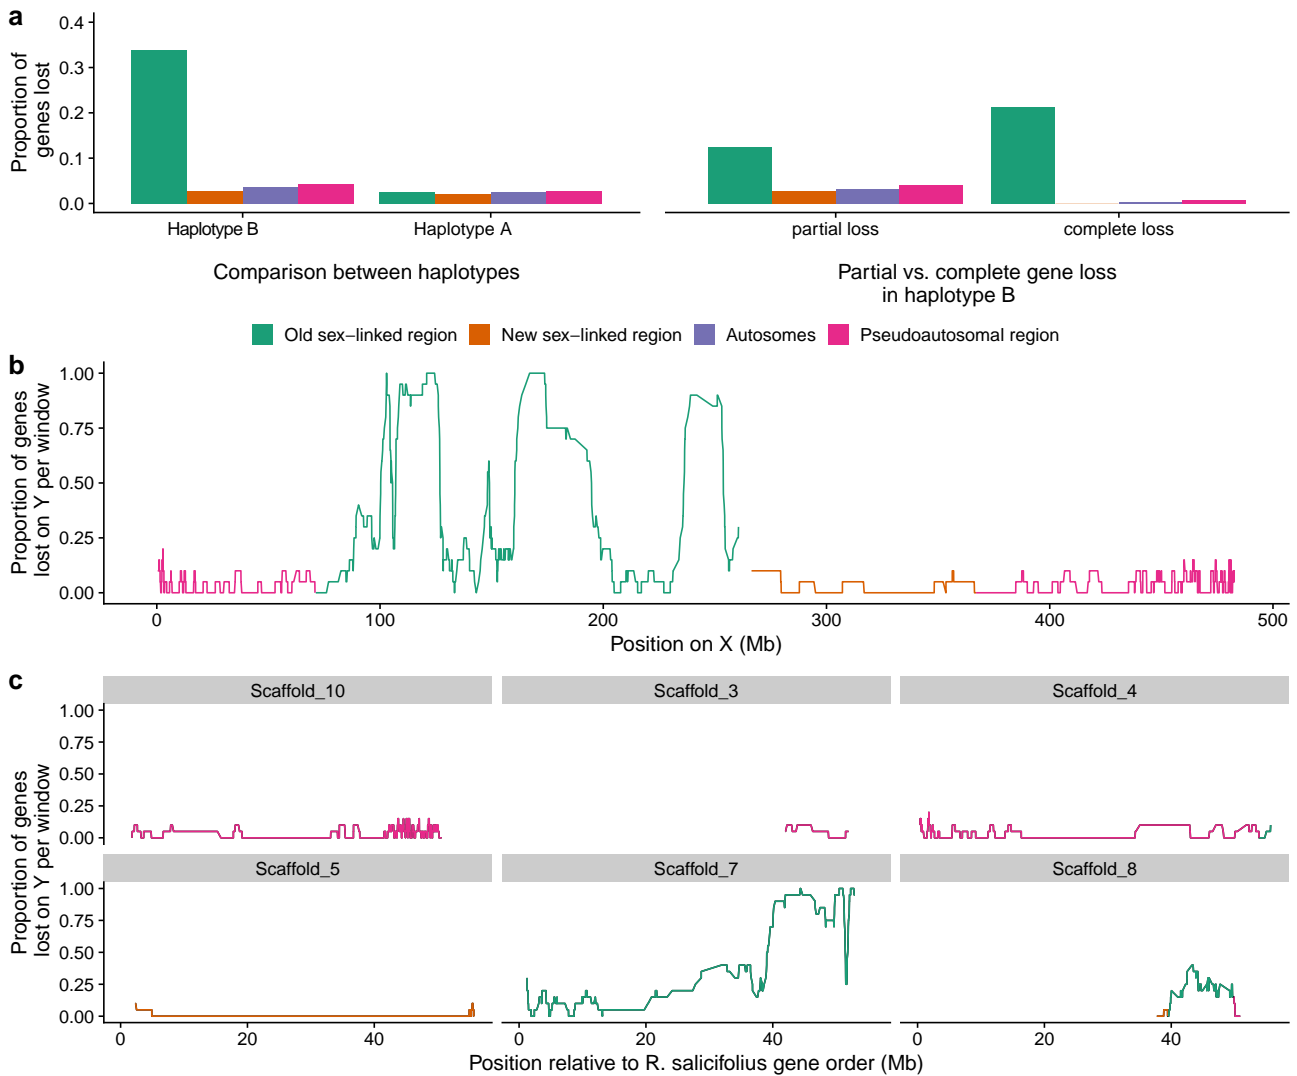 a
Proportion of
genes lost
0.4
0.3
0.2
0.1
0.0
Haplotype B
Haplotype A
partial loss
complete loss
Comparison between haplotypes
Partial vs. complete gene loss
in haplotype B
Old sex−linked region
New sex−linked region
Autosomes
Pseudoautosomal region
b
Proportion of genes
lost on Y per window
1.00
0.75
0.50
0.25
0.00
0
100
200
300
400
500
Position on X (Mb)
c
Proportion of genes
lost on Y per window
Scaffold_10
Scaffold_3
Scaffold_4
1.00
0.75
0.50
0.25
0.00
Scaffold_5
Scaffold_7
Scaffold_8
1.00
0.75
0.50
0.25
0.00
0
20
40
0
20
40
0
20
40
Position relative to R. salicifolius gene order (Mb)